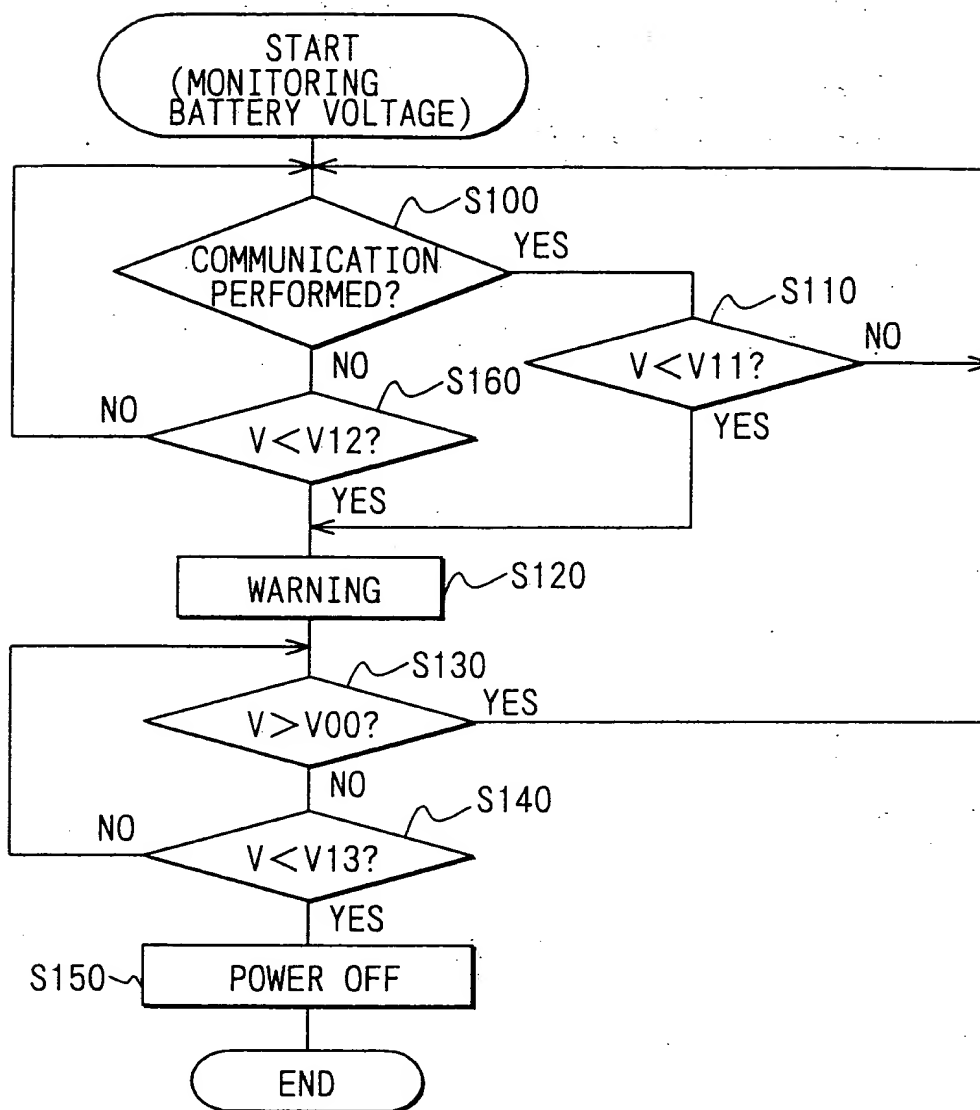 START
(MONITORING
BATTERY VOLTAGE)
S100
COMMUNICATION
PERFORMED?
YES
S110
V<V11?
NO
YES
NO
S160
NO
V<V12?
YES
WARNING
S120
S130
V>V00?
YES
NO
S140
NO
V<V13?
YES
S150
POWER OFF
END